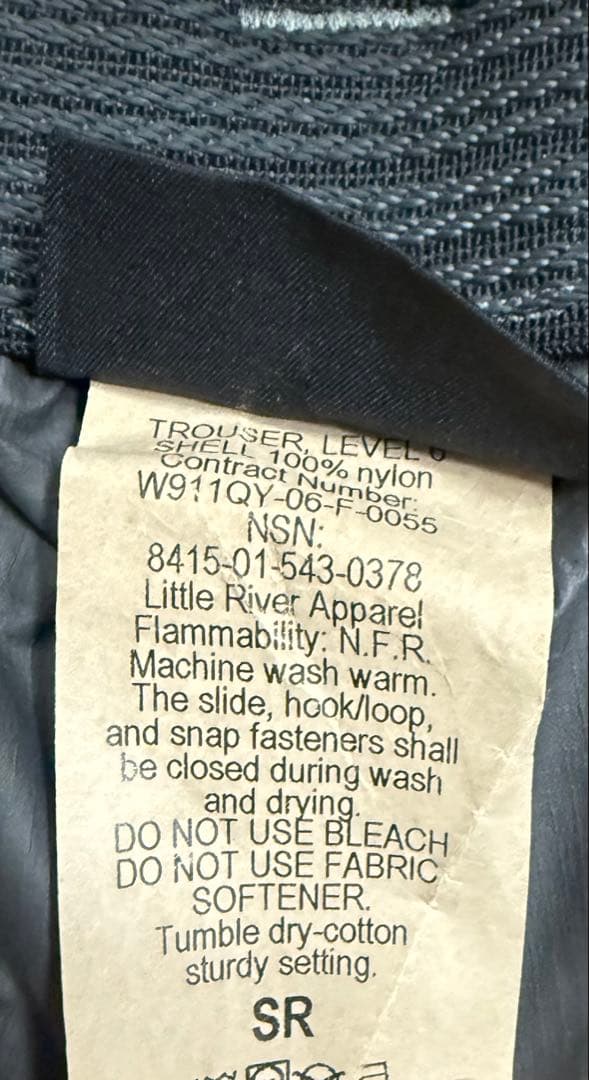 TROUSER, LEVEL 6
SHELL 100% nylon
Contract Number:
W911QY-06-F-0055
NSN:
8415-01-543-0378
Little River Apparel
Flammability: N.F.R.
Machine wash warm.
The slide, hook/loop,
and snap fasteners shall
be closed during wash
and drying.
DO NOT USE BLEACH
DO NOT USE FABRIC
SOFTENER.
Tumble dry-cotton
sturdy setting.
SR